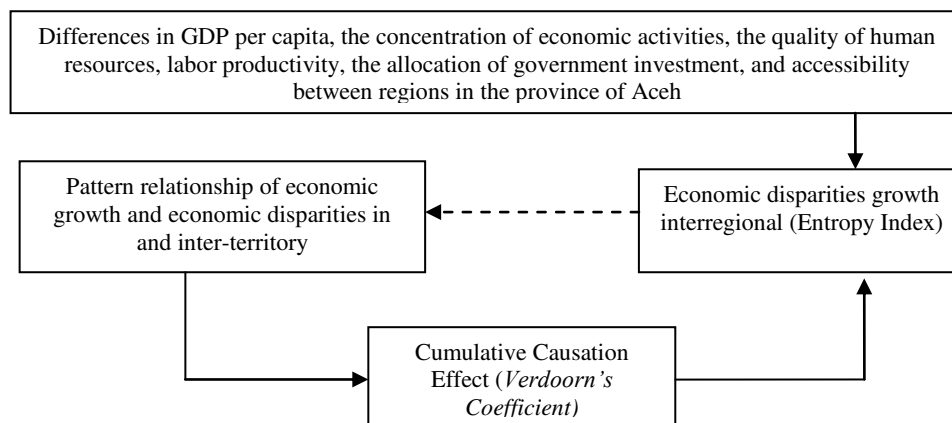 Differences in GDP per capita, the concentration of economic activities, the quality of human
resources, labor productivity, the allocation of government investment, and accessibility
between regions in the province of Aceh
Pattern relationship of economic
growth and economic disparities in
and inter-territory
Economic disparities growth
interregional (Entropy Index)
Cumulative Causation
Effect (Verdoorn's
Coefficient)